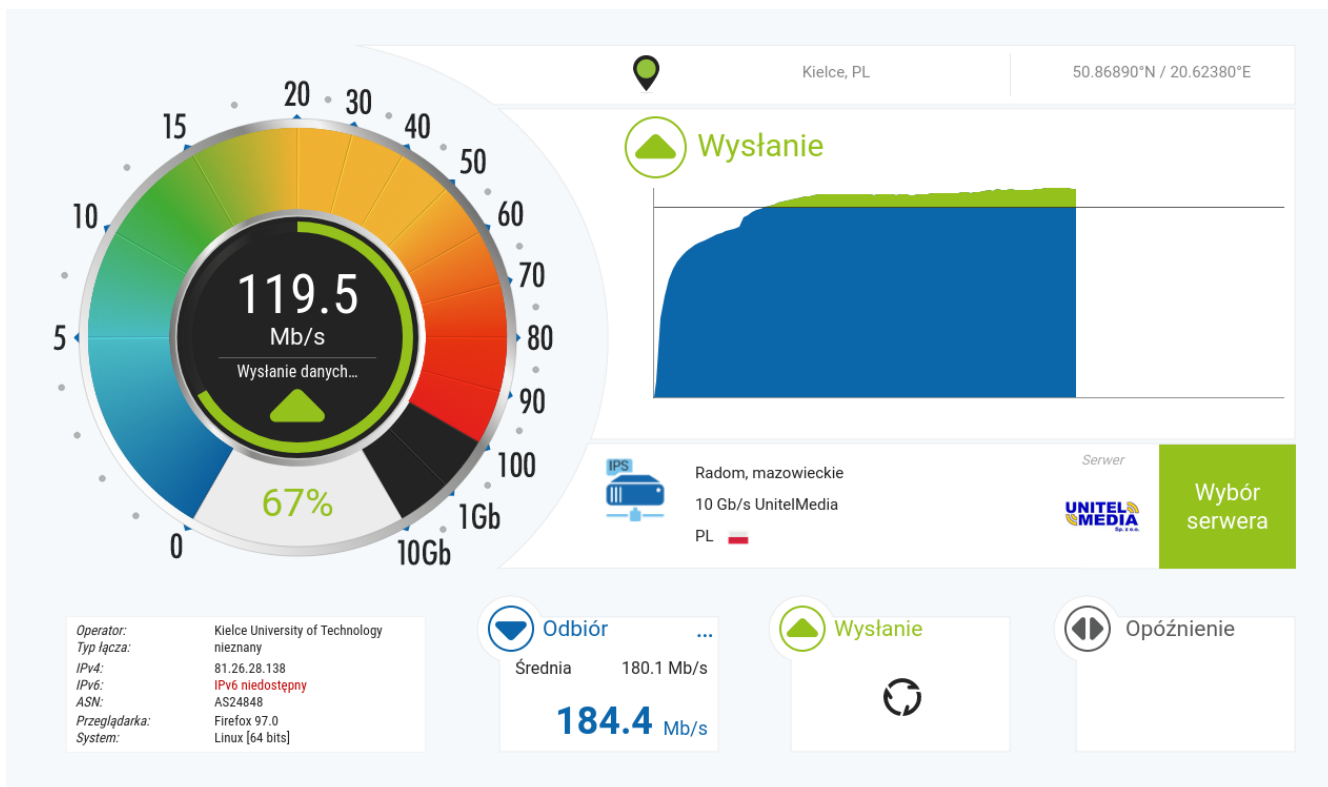 Kielce, PL
50.86890°N / 20.62380°E
Wysłanie
0
5
10
15
20
30
40
50
60
70
80
90
100
1Gb
10Gb
119.5
Mb/s
Wysłanie danych...
67%
IPS
Radom, mazowieckie
10 Gb/s UnitelMedia
PL
Serwer
UNITEL
MEDIA
Sp. z o.o.
Wybór
serwera
Operator: Kielce University of Technology
Typ łącza: nieznany
IPv4: 81.26.28.138
IPv6: IPv6 niedostępny
ASN: AS24848
Przeglądarka: Firefox 97.0
System: Linux [64 bits]
Odbiór ...
Średnia 180.1 Mb/s
184.4 Mb/s
Wysłanie
Opóźnienie